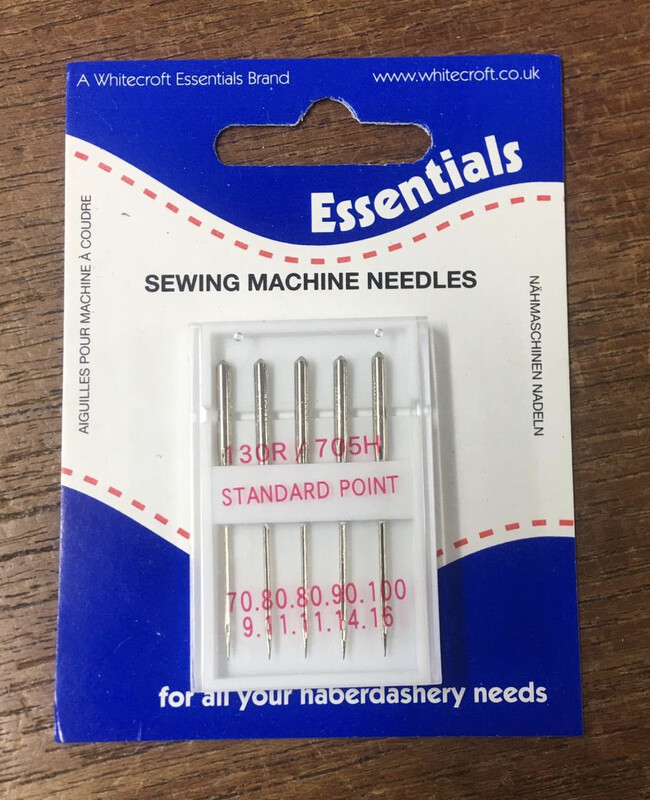 A Whitecroft Essentials Brand
www.whitecroft.co.uk
Essentials
SEWING MACHINE NEEDLES
AIGUILLES POUR MACHINE À COUDRE
NÄHMASCHINEN NADELN
130R / 705H
STANDARD POINT
70.80.80.90.100
9.11.11.14.16
for all your haberdashery needs